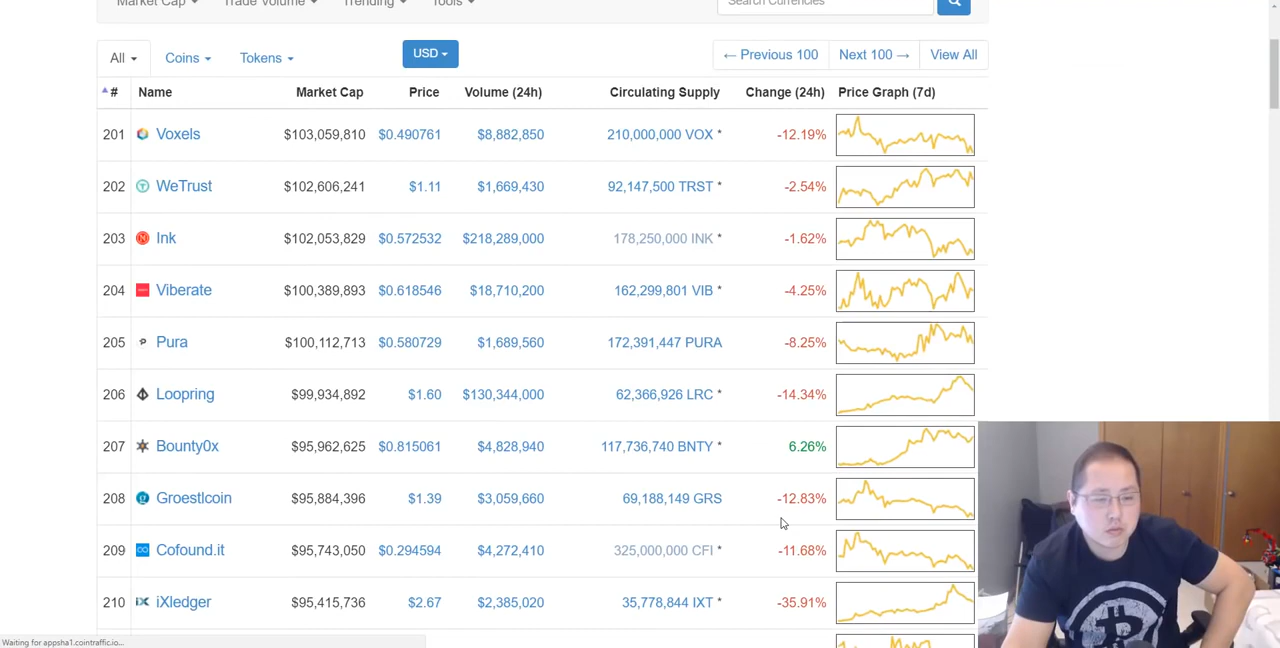 Market Cap Trade Volume Trending Tools Search Currencies
All Coins Tokens USD ← Previous 100 Next 100 → View All
# Name Market Cap Price Volume (24h) Circulating Supply Change (24h) Price Graph (7d)
201 Voxels $103,059,810 $0.490761 $8,882,850 210,000,000 VOX * -12.19%
202 WeTrust $102,606,241 $1.11 $1,669,430 92,147,500 TRST * -2.54%
203 Ink $102,053,829 $0.572532 $218,289,000 178,250,000 INK * -1.62%
204 Viberate $100,389,893 $0.618546 $18,710,200 162,299,801 VIB * -4.25%
205 Pura $100,112,713 $0.580729 $1,689,560 172,391,447 PURA -8.25%
206 Loopring $99,934,892 $1.60 $130,344,000 62,366,926 LRC * -14.34%
207 Bounty0x $95,962,625 $0.815061 $4,828,940 117,736,740 BNTY * 6.26%
208 Groestlcoin $95,884,396 $1.39 $3,059,660 69,188,149 GRS -12.83%
209 Cofound.it $95,743,050 $0.294594 $4,272,410 325,000,000 CFI * -11.68%
210 iXledger $95,415,736 $2.67 $2,385,020 35,778,844 IXT * -35.91%
Waiting for appsha1.cointraffic.io...